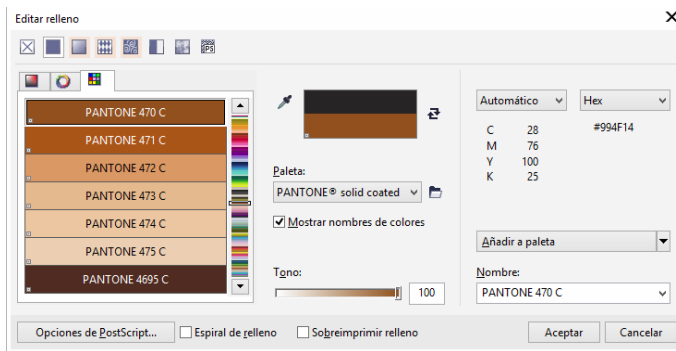 Editar relleno
PANTONE 470 C
PANTONE 471 C
PANTONE 472 C
PANTONE 473 C
PANTONE 474 C
PANTONE 475 C
PANTONE 4695 C
Paleta:
PANTONE® solid coated
Mostrar nombres de colores
Tono:
100
Automático
Hex
C 28
M 76
Y 100
K 25
#994F14
Añadir a paleta
Nombre:
PANTONE 470 C
Opciones de PostScript...
Espiral de relleno
Sobreimprimir relleno
Aceptar
Cancelar